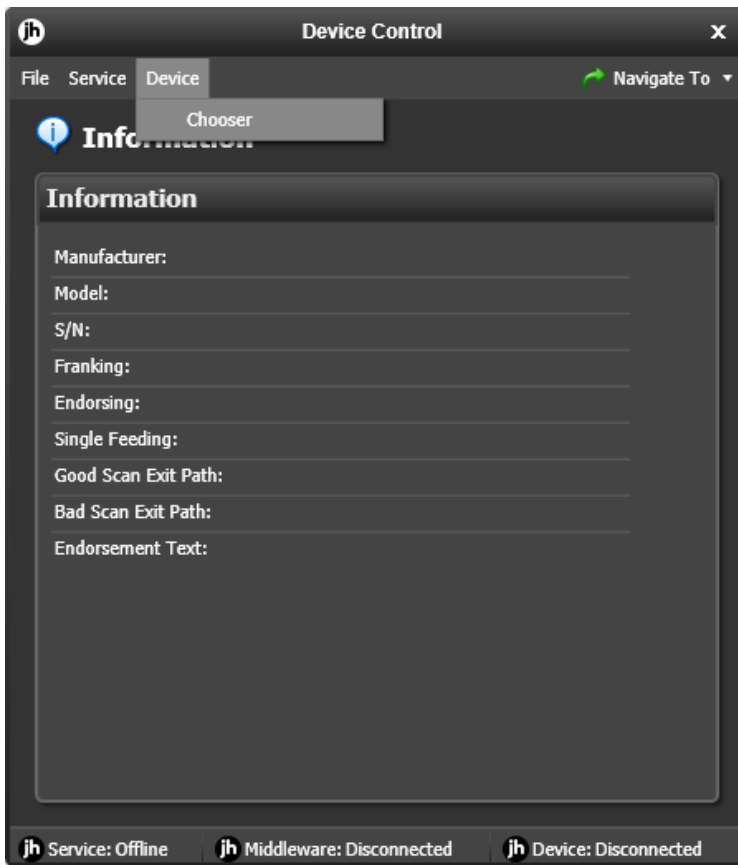 jh Device Control x
File Service Device Navigate To
Chooser
Information
Information
Manufacturer:
Model:
S/N:
Franking:
Endorsing:
Single Feeding:
Good Scan Exit Path:
Bad Scan Exit Path:
Endorsement Text:
jh Service: Offline jh Middleware: Disconnected jh Device: Disconnected